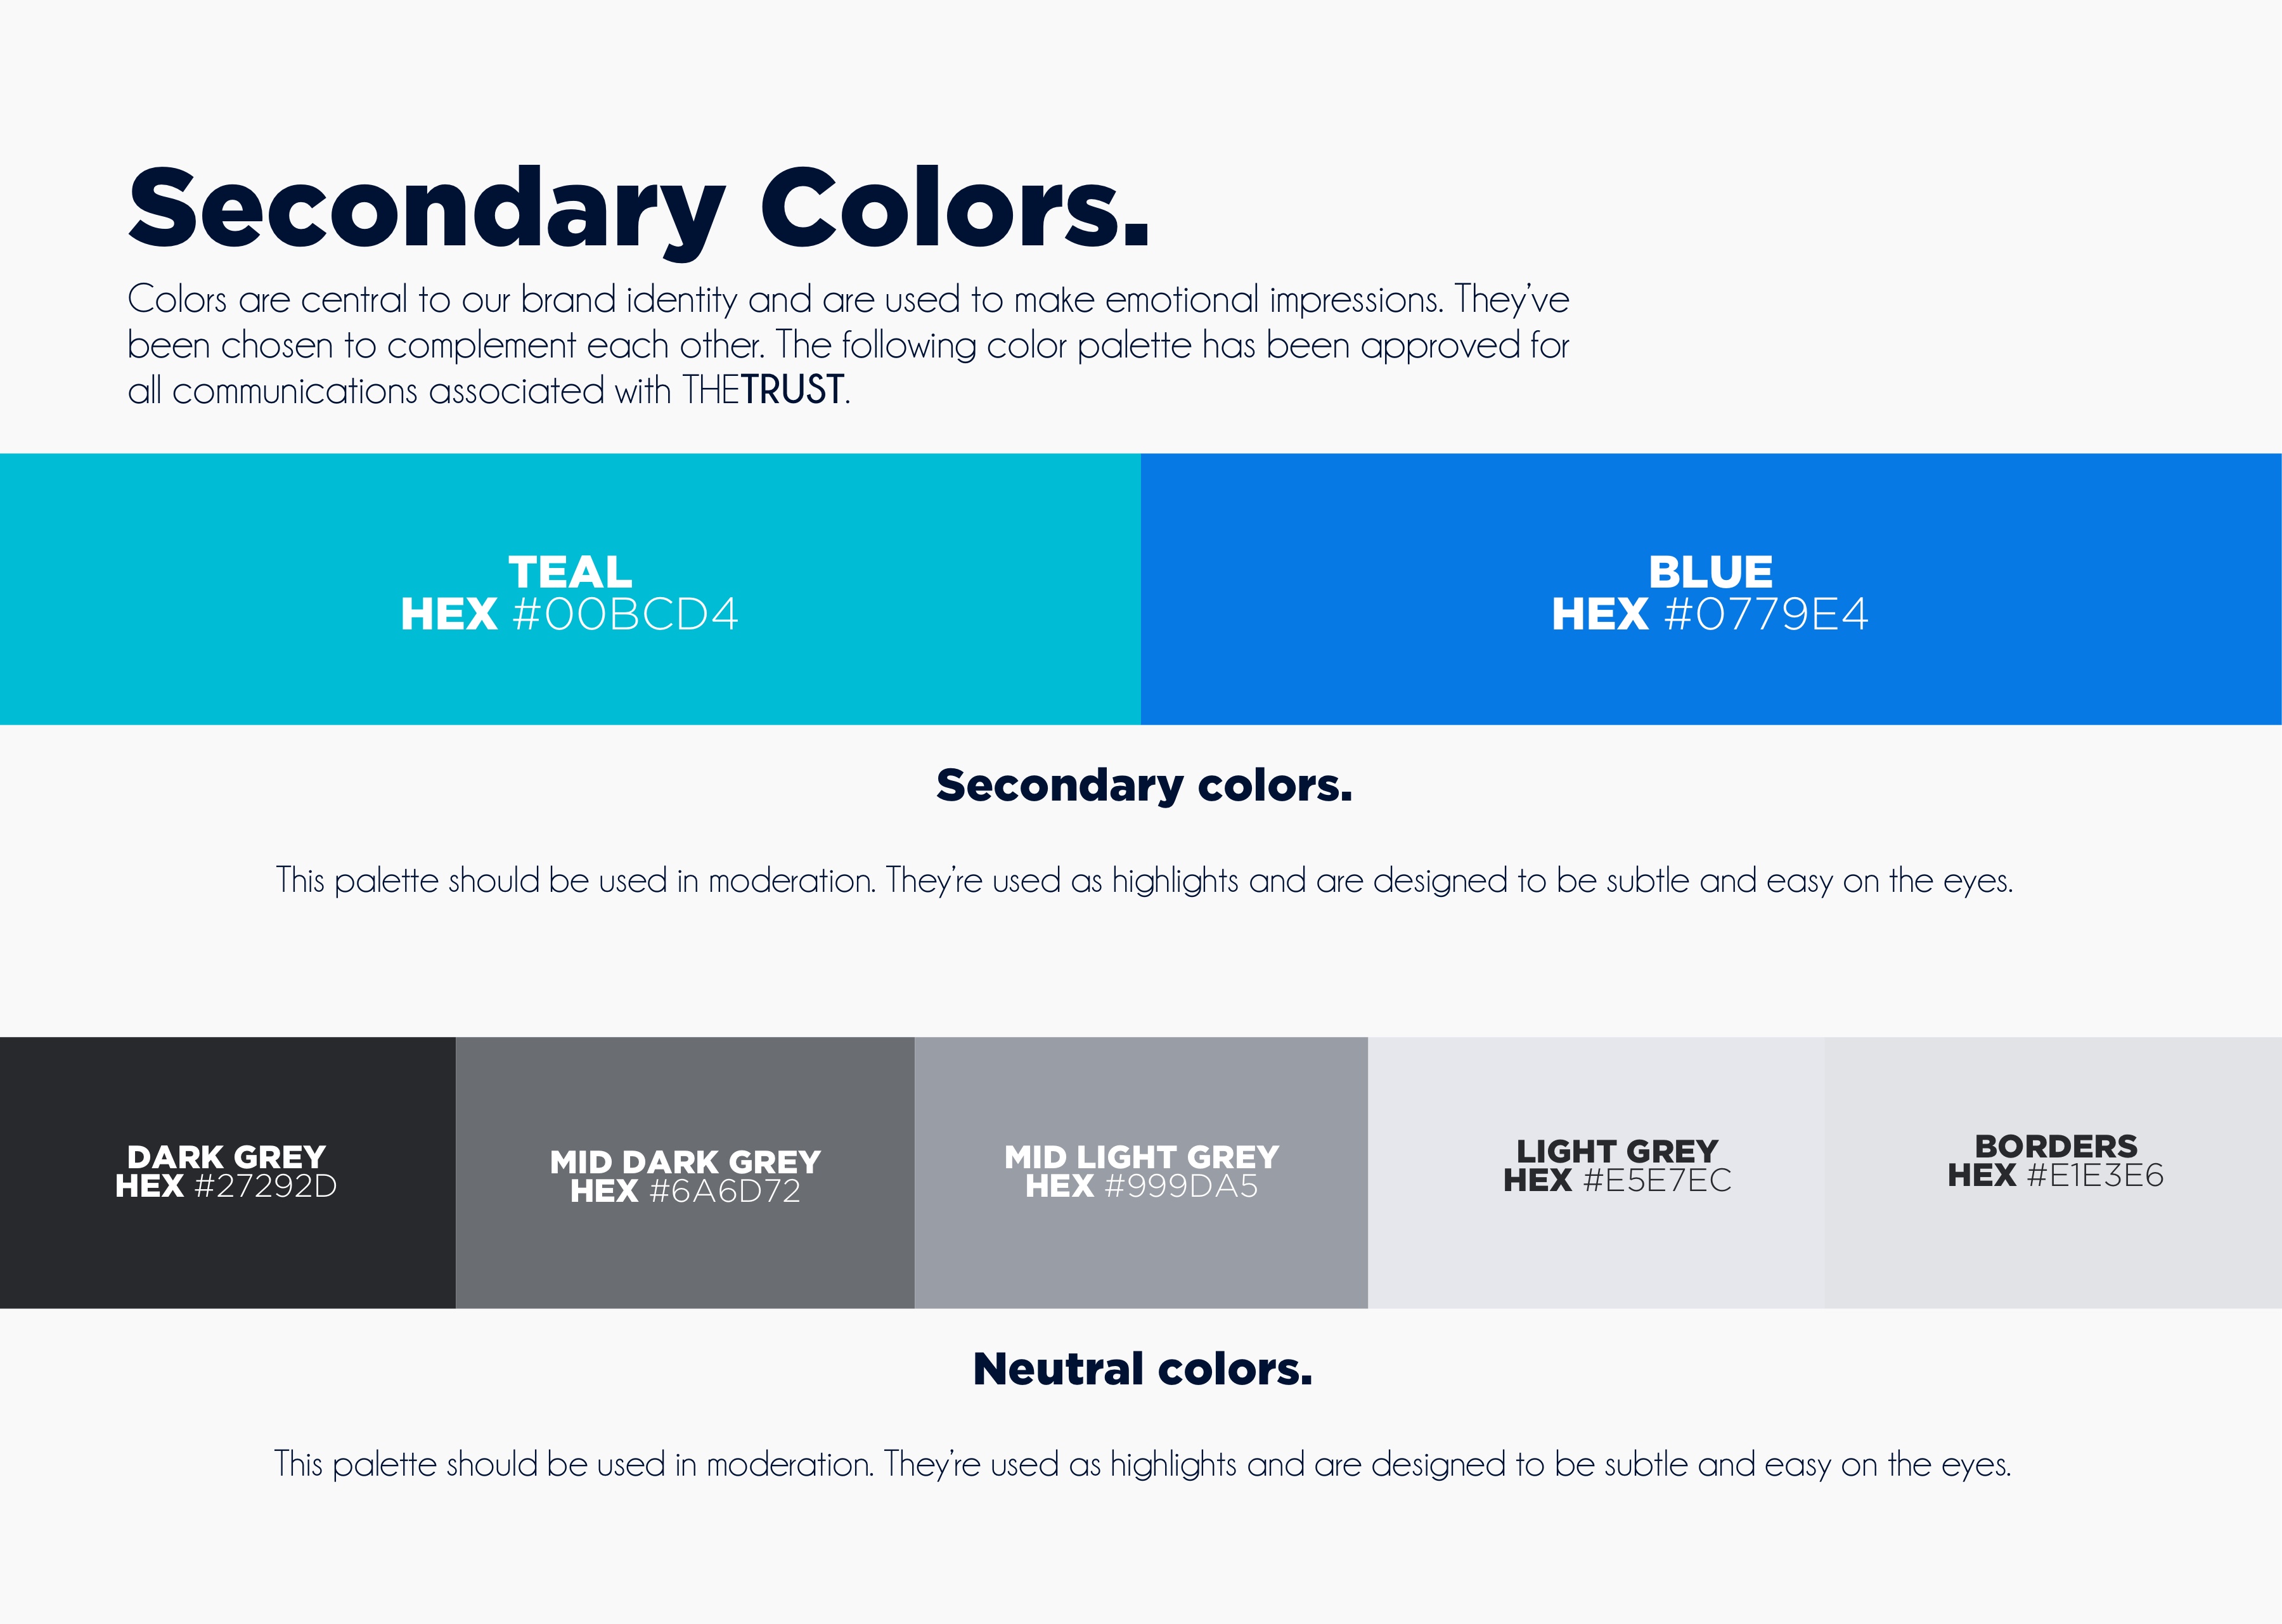 Secondary Colors.
Colors are central to our brand identity and are used to make emotional impressions. They've
been chosen to complement each other. The following color palette has been approved for
all communications associated with THETRUST.
TEAL
HEX #00BCD4
BLUE
HEX #0779E4
Secondary colors.
This palette should be used in moderation. They're used as highlights and are designed to be subtle and easy on the eyes.
DARK GREY
HEX #27292D
MID DARK GREY
HEX #6A6D72
MID LIGHT GREY
HEX #999DA5
LIGHT GREY
HEX #E5E7EC
BORDERS
HEX #E1E3E6
Neutral colors.
This palette should be used in moderation. They're used as highlights and are designed to be subtle and easy on the eyes.